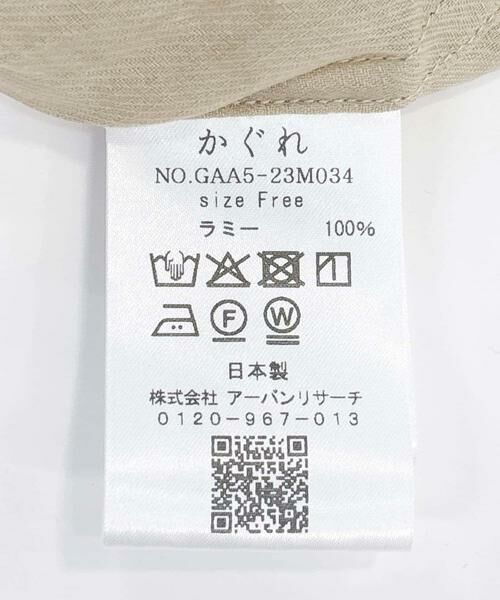 かぐれ
NO.GAA5-23M034
size Free
ラミー 100%
F W
日本製
株式会社 アーバンリサーチ
0120-967-013